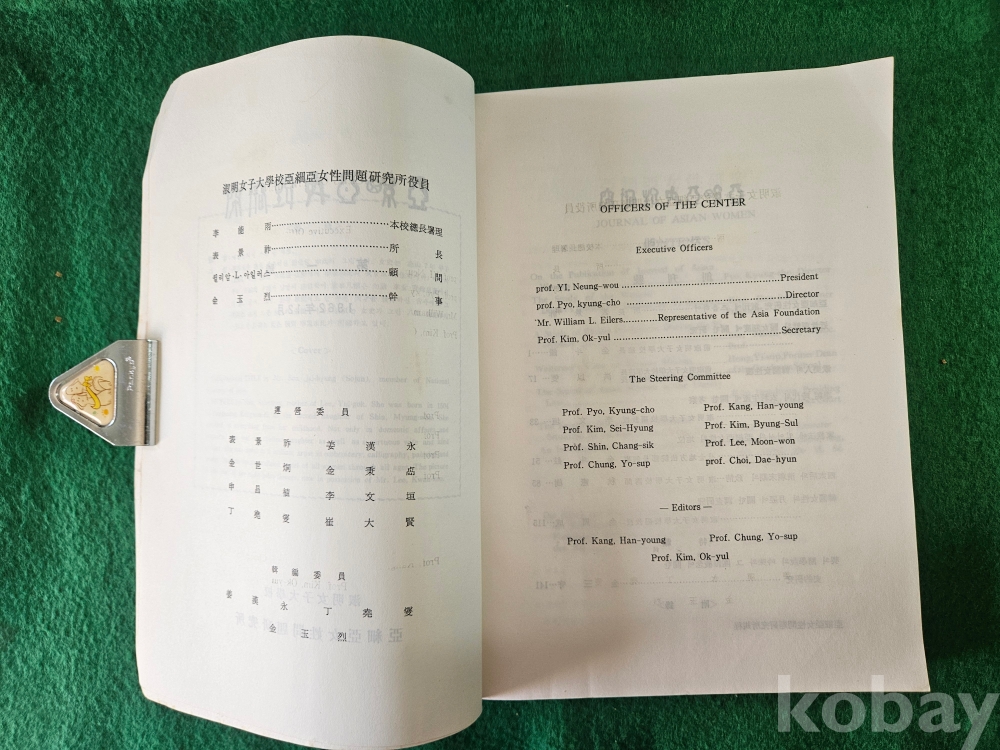 淑明女子大學校亞細亞女性問題硏究所役員
李能雨 本校總長署理
表景祚 所長
윌리암·L·아일러스 顧問
金玉烈 幹事
運營委員
表景祚 姜漢永
金世炯 金秉卨
申昌植 李文垣
丁堯燮 崔大賢
編輯委員
姜漢永 丁堯燮
金玉烈
OFFICERS OF THE CENTER
Executive Officers
prof. YI, Neung-wou ........ President
prof. Pyo, kyung-cho ........ Director
Mr. William L. Eilers ........ Representative of the Asia Foundation
Prof. Kim, Ok-yul ........ Secretary
The Steering Committee
Prof. Pyo, Kyung-cho Prof. Kang, Han-young
Prof. Kim, Sei-Hyung Prof. Kim, Byung-Sul
Prof. Shin, Chang-sik Prof. Lee, Moon-won
Prof. Chung, Yo-sup prof. Choi, Dae-hyun
— Editors —
Prof. Kang, Han-young Prof. Chung, Yo-sup
Prof. Kim, Ok-yul
kobay